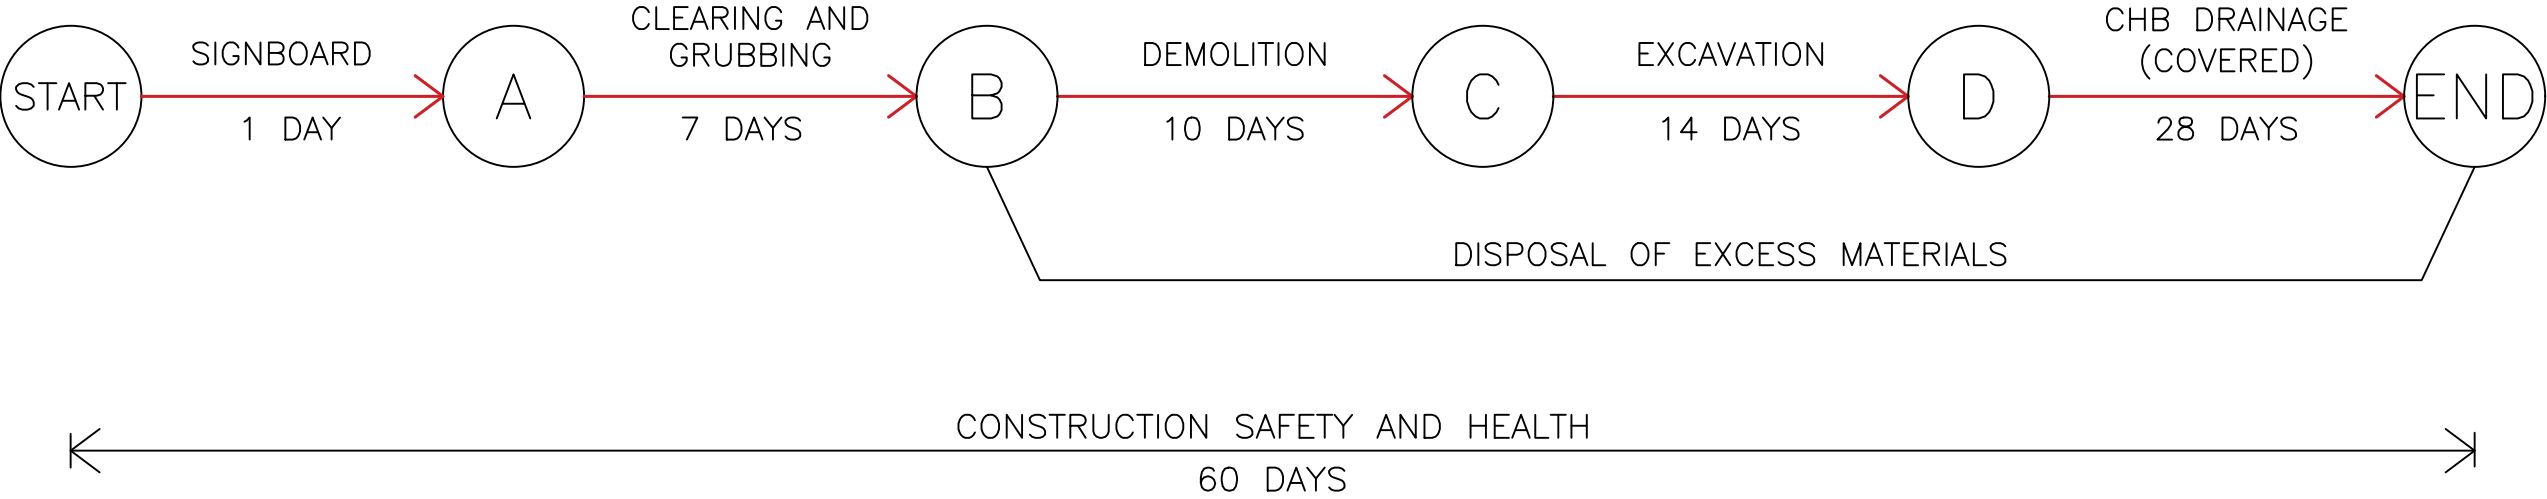 START
SIGNBOARD
1 DAY
A
CLEARING AND
GRUBBING
7 DAYS
B
DEMOLITION
10 DAYS
C
EXCAVATION
14 DAYS
D
CHB DRAINAGE
(COVERED)
28 DAYS
END
DISPOSAL OF EXCESS MATERIALS
CONSTRUCTION SAFETY AND HEALTH
60 DAYS